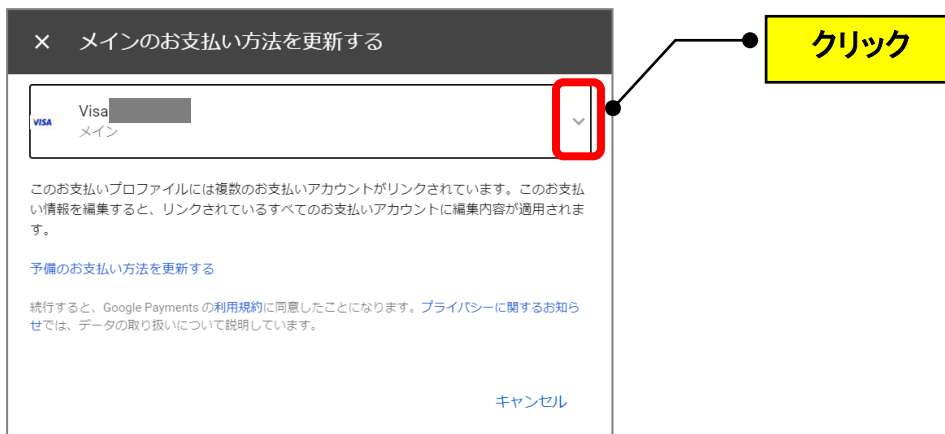 × メインのお支払い方法を更新する
クリック
VISA Visa
メイン
このお支払いプロファイルには複数のお支払いアカウントがリンクされています。このお支払
い情報を編集すると、リンクされているすべてのお支払いアカウントに編集内容が適用されま
す。
予備のお支払い方法を更新する
続行すると、Google Payments の利用規約に同意したことになります。プライバシーに関するお知ら
せでは、データの取り扱いについて説明しています。
キャンセル